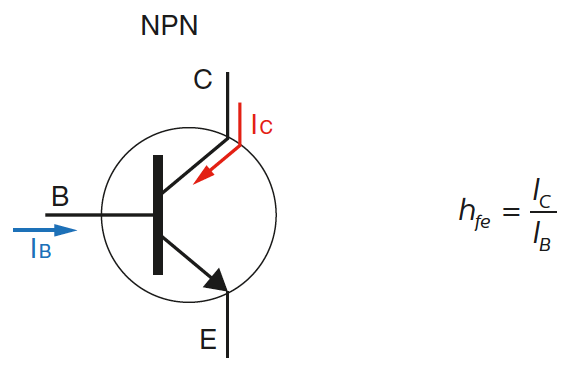 NPN
C
IC
B
IB
E
hfe = IC / IB